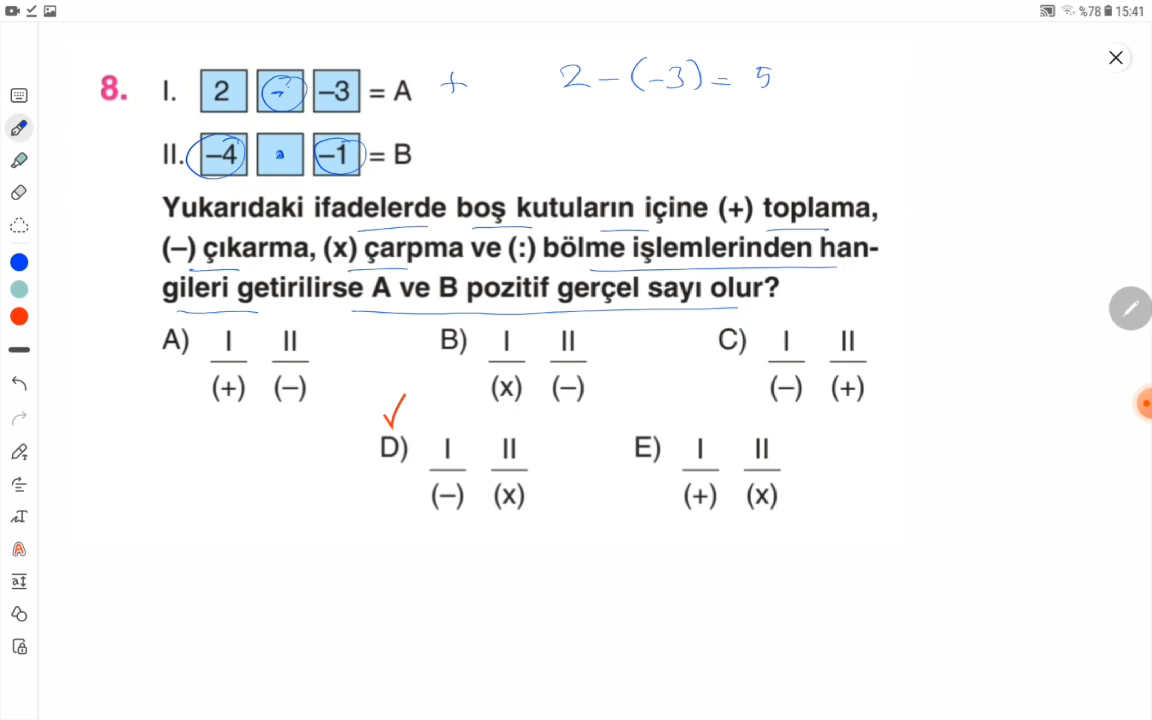 %78 15:41
8. I. 2 -3 = A + 2 - (-3) = 5
II. -4 -1 = B
Yukarıdaki ifadelerde boş kutuların içine (+) toplama,
(–) çıkarma, (x) çarpma ve (:) bölme işlemlerinden han-
gileri getirilirse A ve B pozitif gerçel sayı olur?
A) I II B) I II C) I II
(+) (–) (x) (–) (–) (+)
D) I II E) I II
(–) (x) (+) (x)